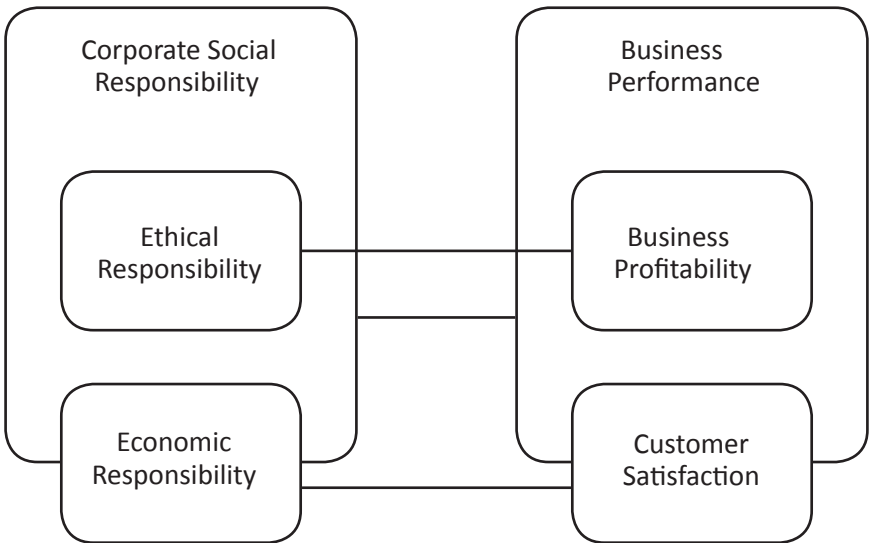 Corporate Social
Responsibility
Business
Performance
Ethical
Responsibility
Business
Profitability
Economic
Responsibility
Customer
Satisfaction